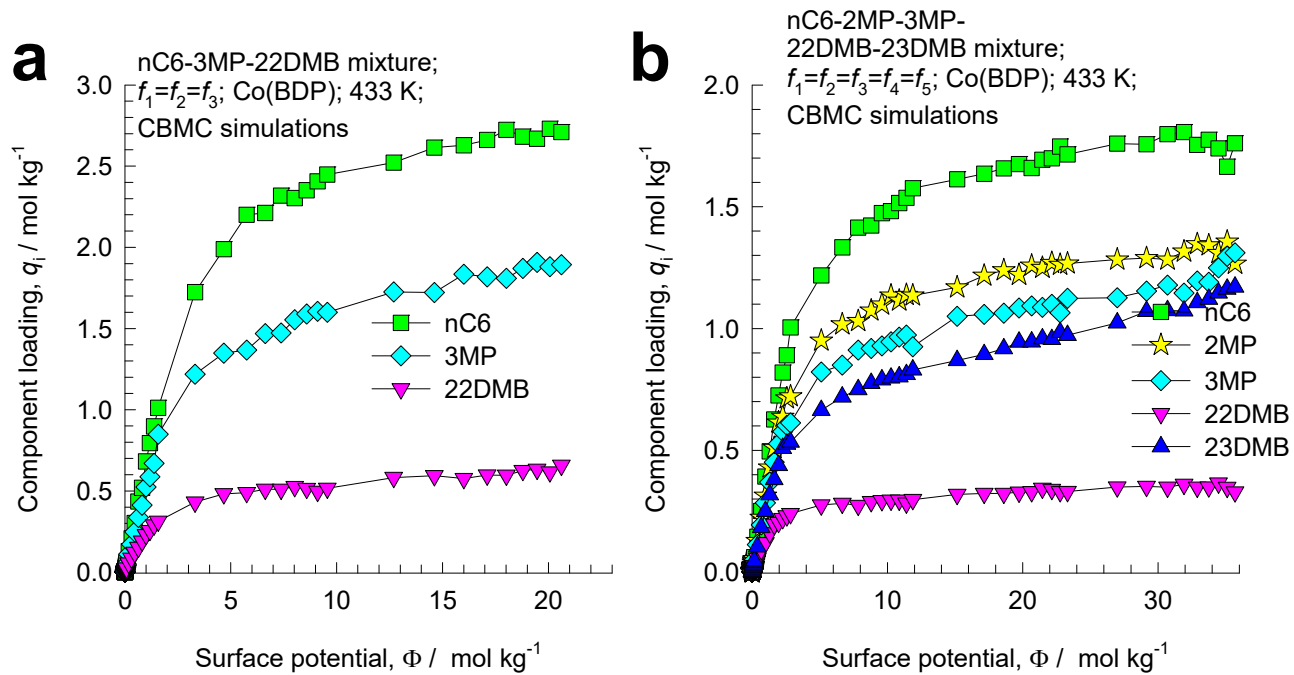 a
nC6-3MP-22DMB mixture;
f1=f2=f3; Co(BDP); 433 K;
CBMC simulations
3.0
2.5
2.0
1.5
1.0
0.5
0.0
Component loading, qi / mol kg-1
nC6
3MP
22DMB
0 5 10 15 20
Surface potential, Φ / mol kg-1
b
nC6-2MP-3MP-
22DMB-23DMB mixture;
f1=f2=f3=f4=f5; Co(BDP); 433 K;
CBMC simulations
2.0
1.5
1.0
0.5
0.0
Component loading, qi / mol kg-1
nC6
2MP
3MP
22DMB
23DMB
0 10 20 30
Surface potential, Φ / mol kg-1